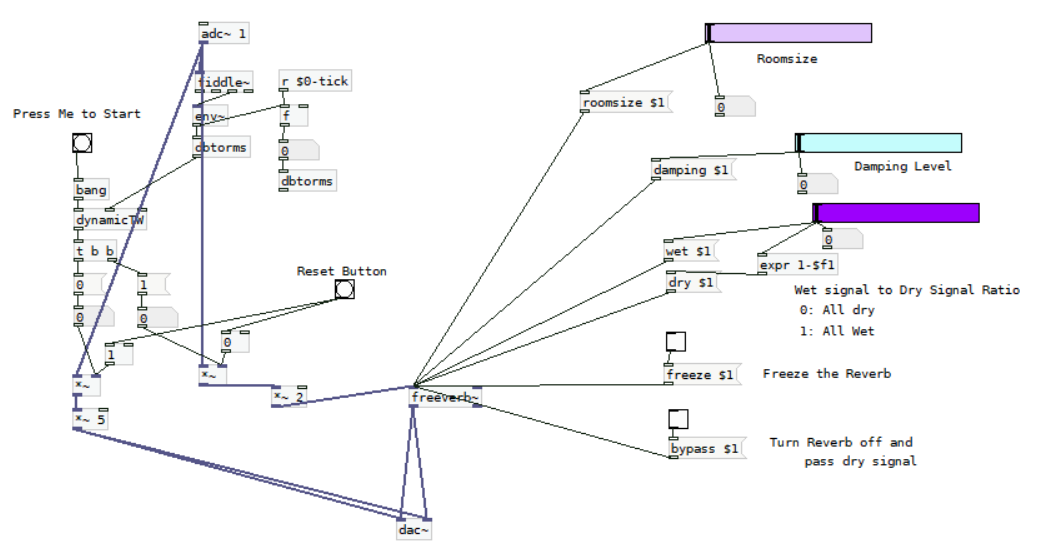 adc~ 1
Roomsize
fiddle~
r $0-tick
roomsize $1
0
Press Me to Start
env~
f
dbtorms
0
Damping Level
damping $1
0
bang
dbtorms
dynamicTW
0
wet $1
t b b
expr 1-$f1
Reset Button
dry $1
0
1
Wet signal to Dry Signal Ratio
0: All dry
0
0
1: All Wet
0
1
*~
*~
freeze $1
Freeze the Reverb
*~ 2
freeverb~
*~ 5
bypass $1
Turn Reverb off and
pass dry signal
dac~